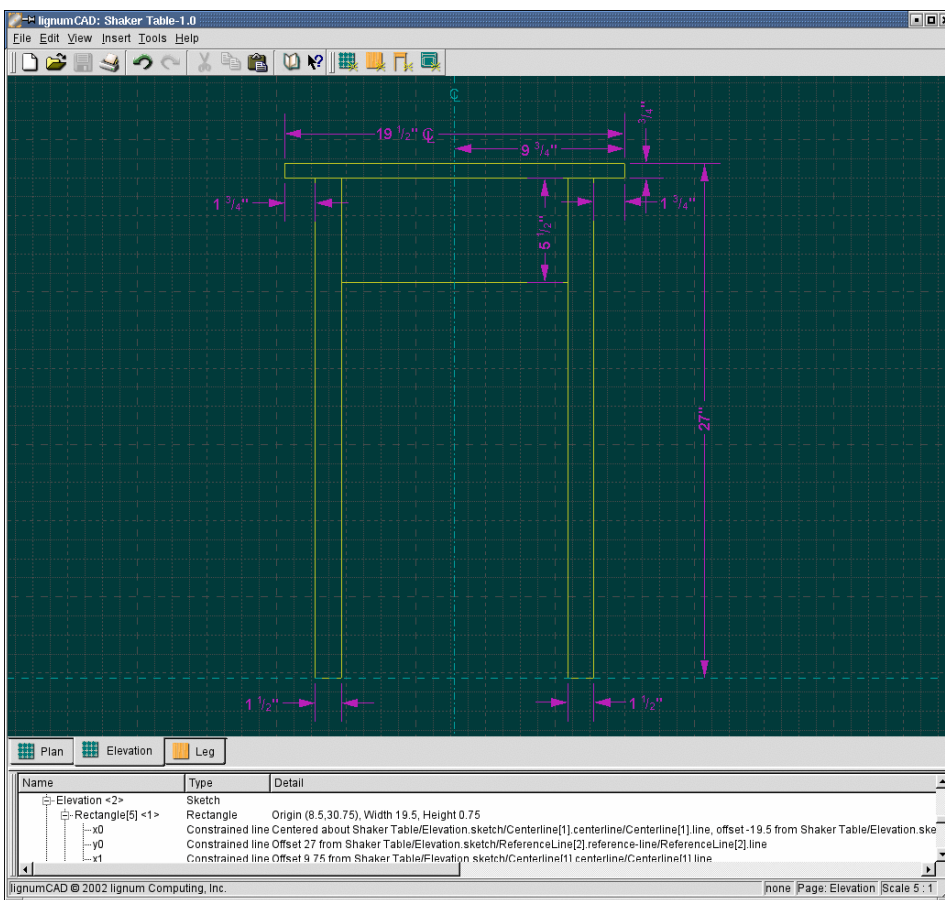 lignumCAD: Shaker Table-1.0
File Edit View Insert Tools Help
℄
19 1/2" ℄
3/4"
9 3/4"
1 3/4"
1 3/4"
5 1/2"
27"
1 1/2"
1 1/2"
Plan Elevation Leg
Name Type Detail
Elevation <2> Sketch
Rectangle[5] <1> Rectangle Origin (8.5,30.75), Width 19.5, Height 0.75
x0 Constrained line Centered about Shaker Table/Elevation.sketch/Centerline[1].centerline/Centerline[1].line, offset -19.5 from Shaker Table/Elevation.ske
y0 Constrained line Offset 27 from Shaker Table/Elevation.sketch/ReferenceLine[2].reference-line/ReferenceLine[2].line
x1 Constrained line Offset 9.75 from Shaker Table/Elevation.sketch/Centerline[1].centerline/Centerline[1].line
lignumCAD © 2002 lignum Computing, Inc. none Page: Elevation Scale 5 : 1